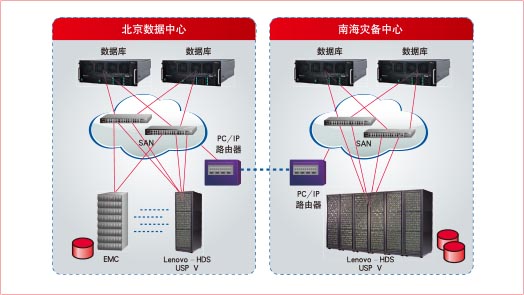 北京数据中心
数据库
数据库
SAN
PC/IP
路由器
EMC
Lenovo - HDS
USP V
南海灾备中心
数据库
数据库
SAN
PC/IP
路由器
Lenovo - HDS
USP V